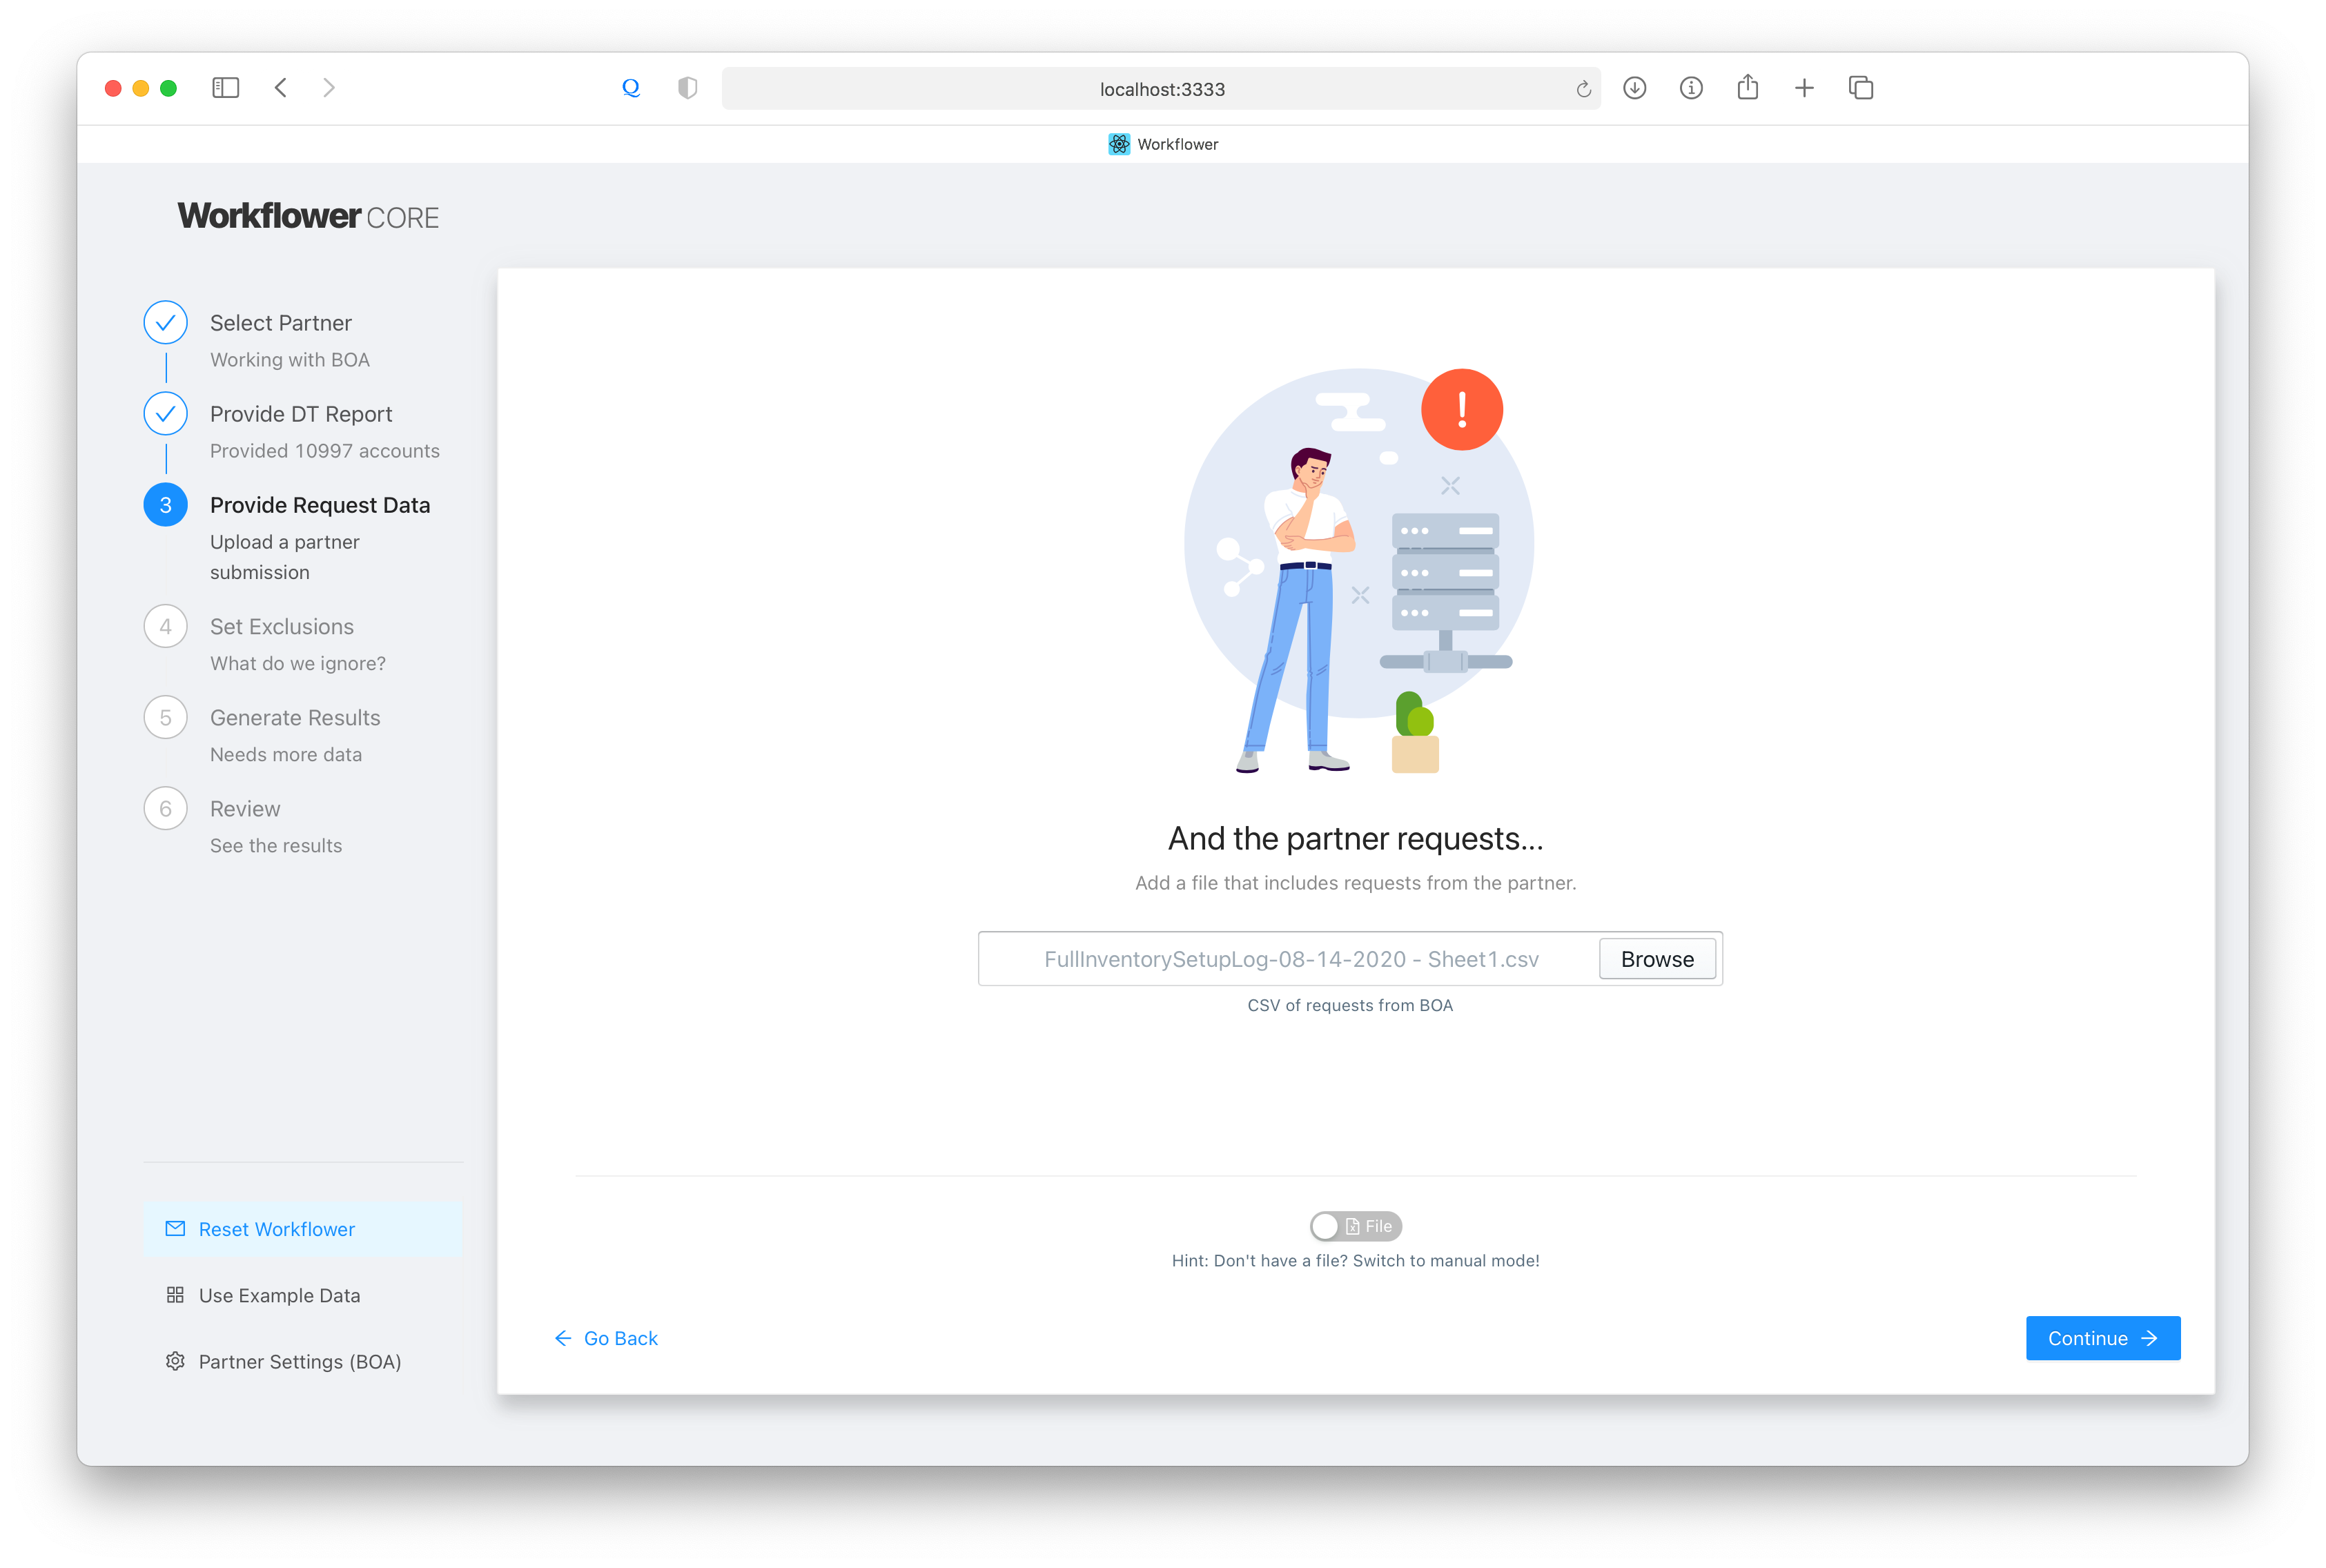 localhost:3333
Workflower
Workflower CORE
Select Partner
Working with BOA
Provide DT Report
Provided 10997 accounts
3
Provide Request Data
Upload a partner
submission
4
Set Exclusions
What do we ignore?
5
Generate Results
Needs more data
6
Review
See the results
Reset Workflower
Use Example Data
Partner Settings (BOA)
!
And the partner requests...
Add a file that includes requests from the partner.
FullInventorySetupLog-08-14-2020 - Sheet1.csv
Browse
CSV of requests from BOA
File
Hint: Don't have a file? Switch to manual mode!
Go Back
Continue